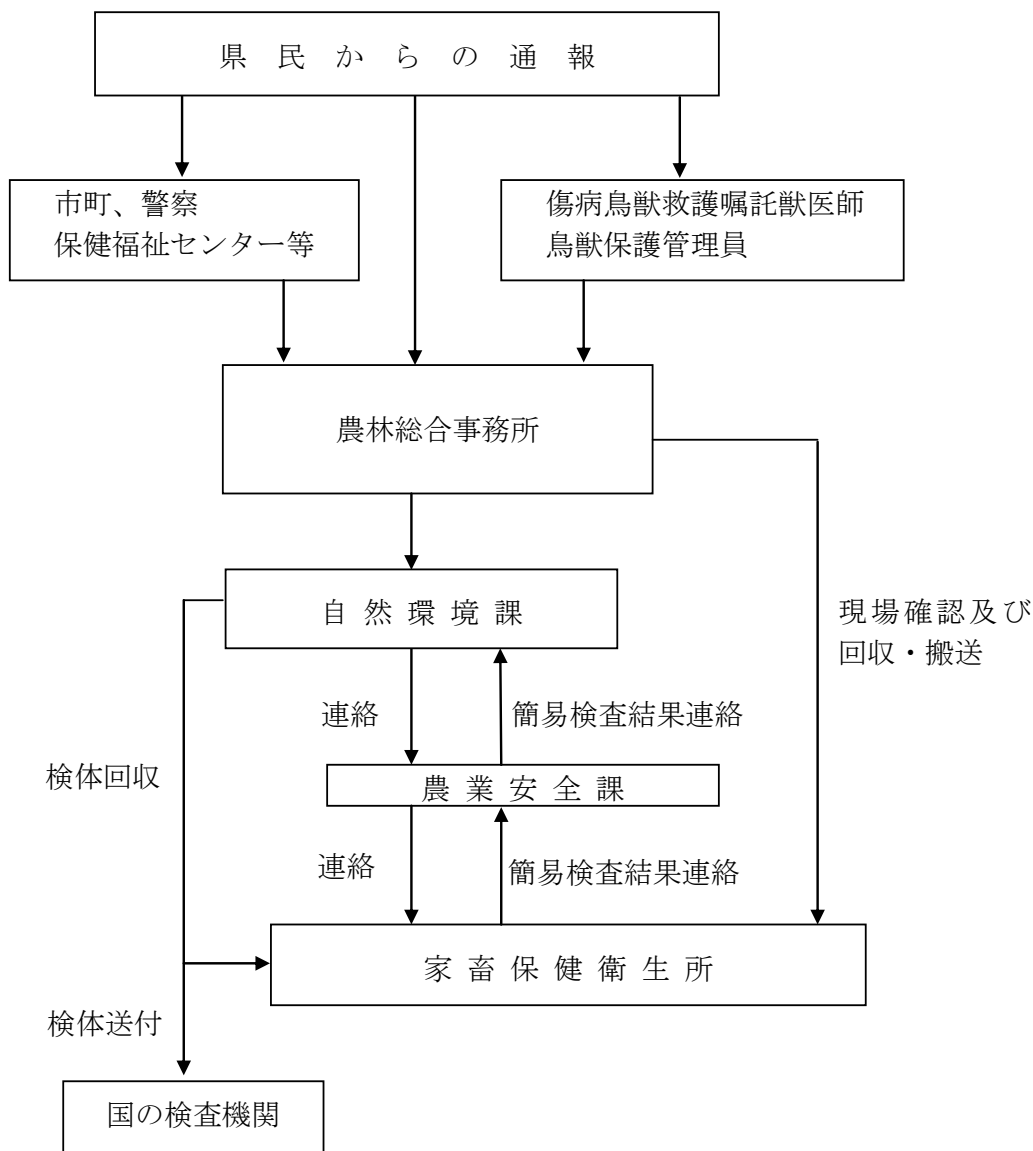 県民からの通報
市町、警察
保健福祉センター等
傷病鳥獣救護嘱託獣医師
鳥獣保護管理員
農林総合事務所
自然環境課
現場確認及び
回収・搬送
連絡
簡易検査結果連絡
検体回収
農業安全課
連絡
簡易検査結果連絡
家畜保健衛生所
検体送付
国の検査機関